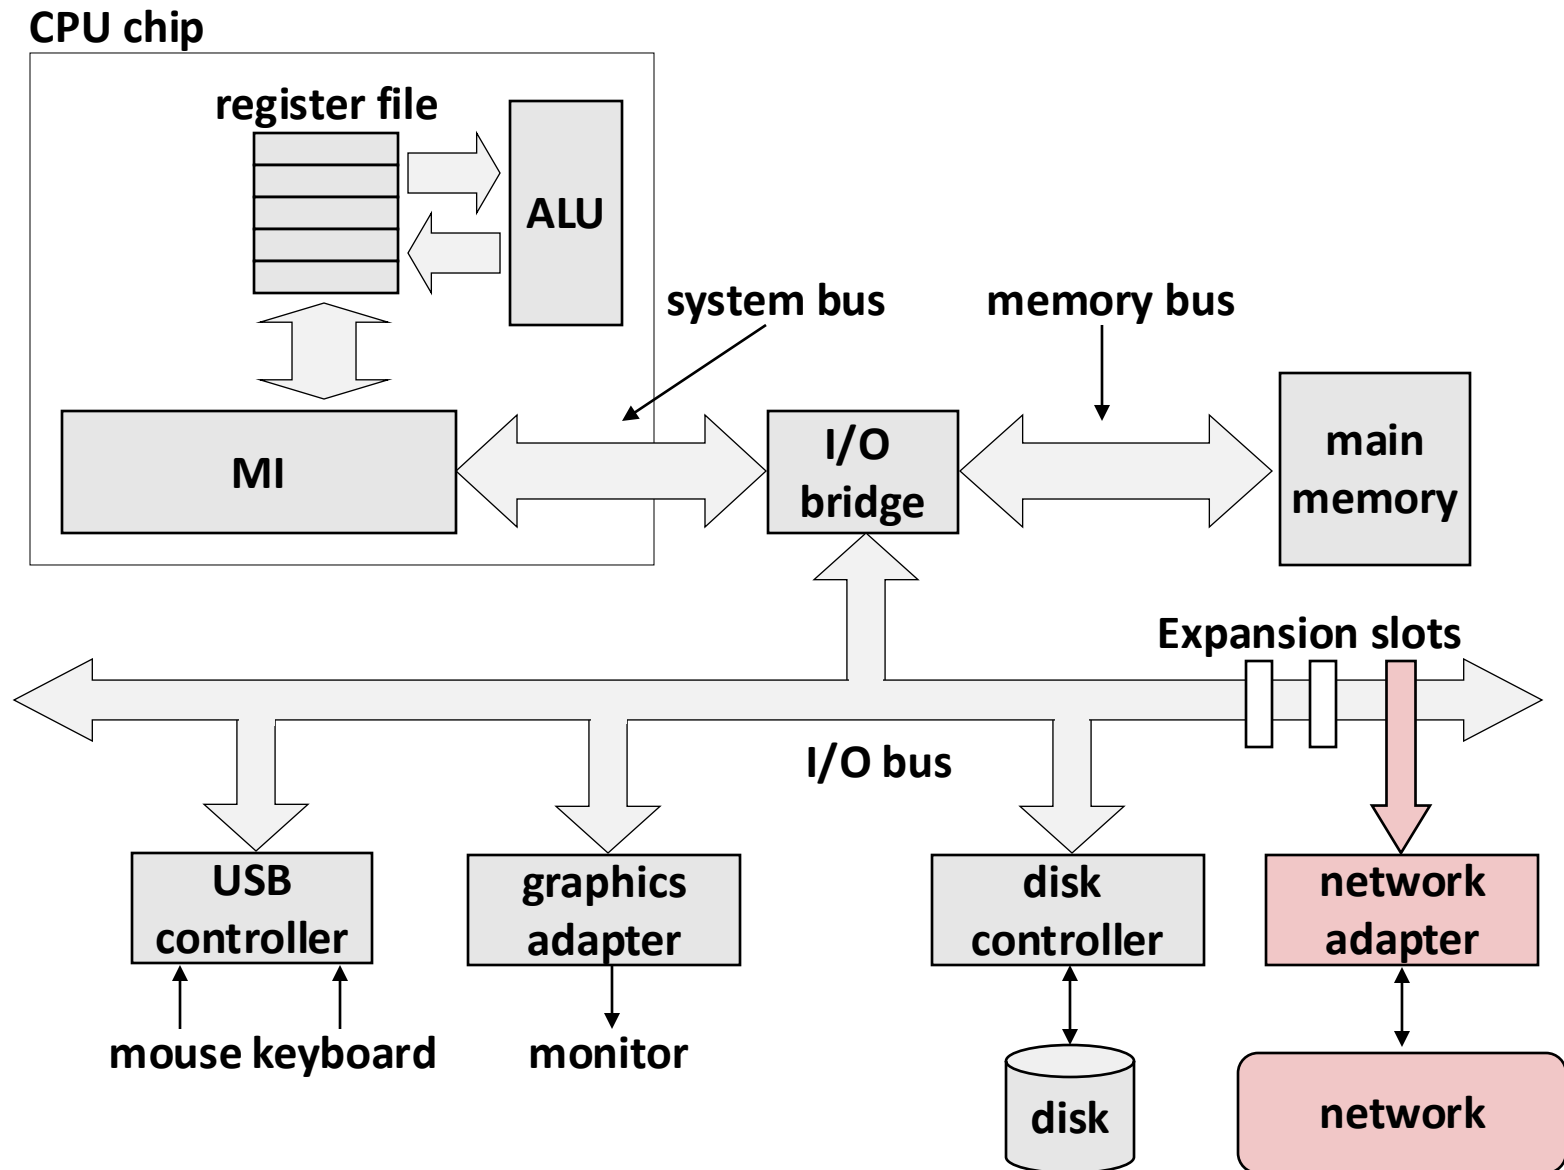 CPU chip
register file
ALU
system bus
memory bus
MI
I/O
bridge
main
memory
Expansion slots
I/O bus
USB
controller
graphics
adapter
disk
controller
network
adapter
mouse keyboard
monitor
disk
network